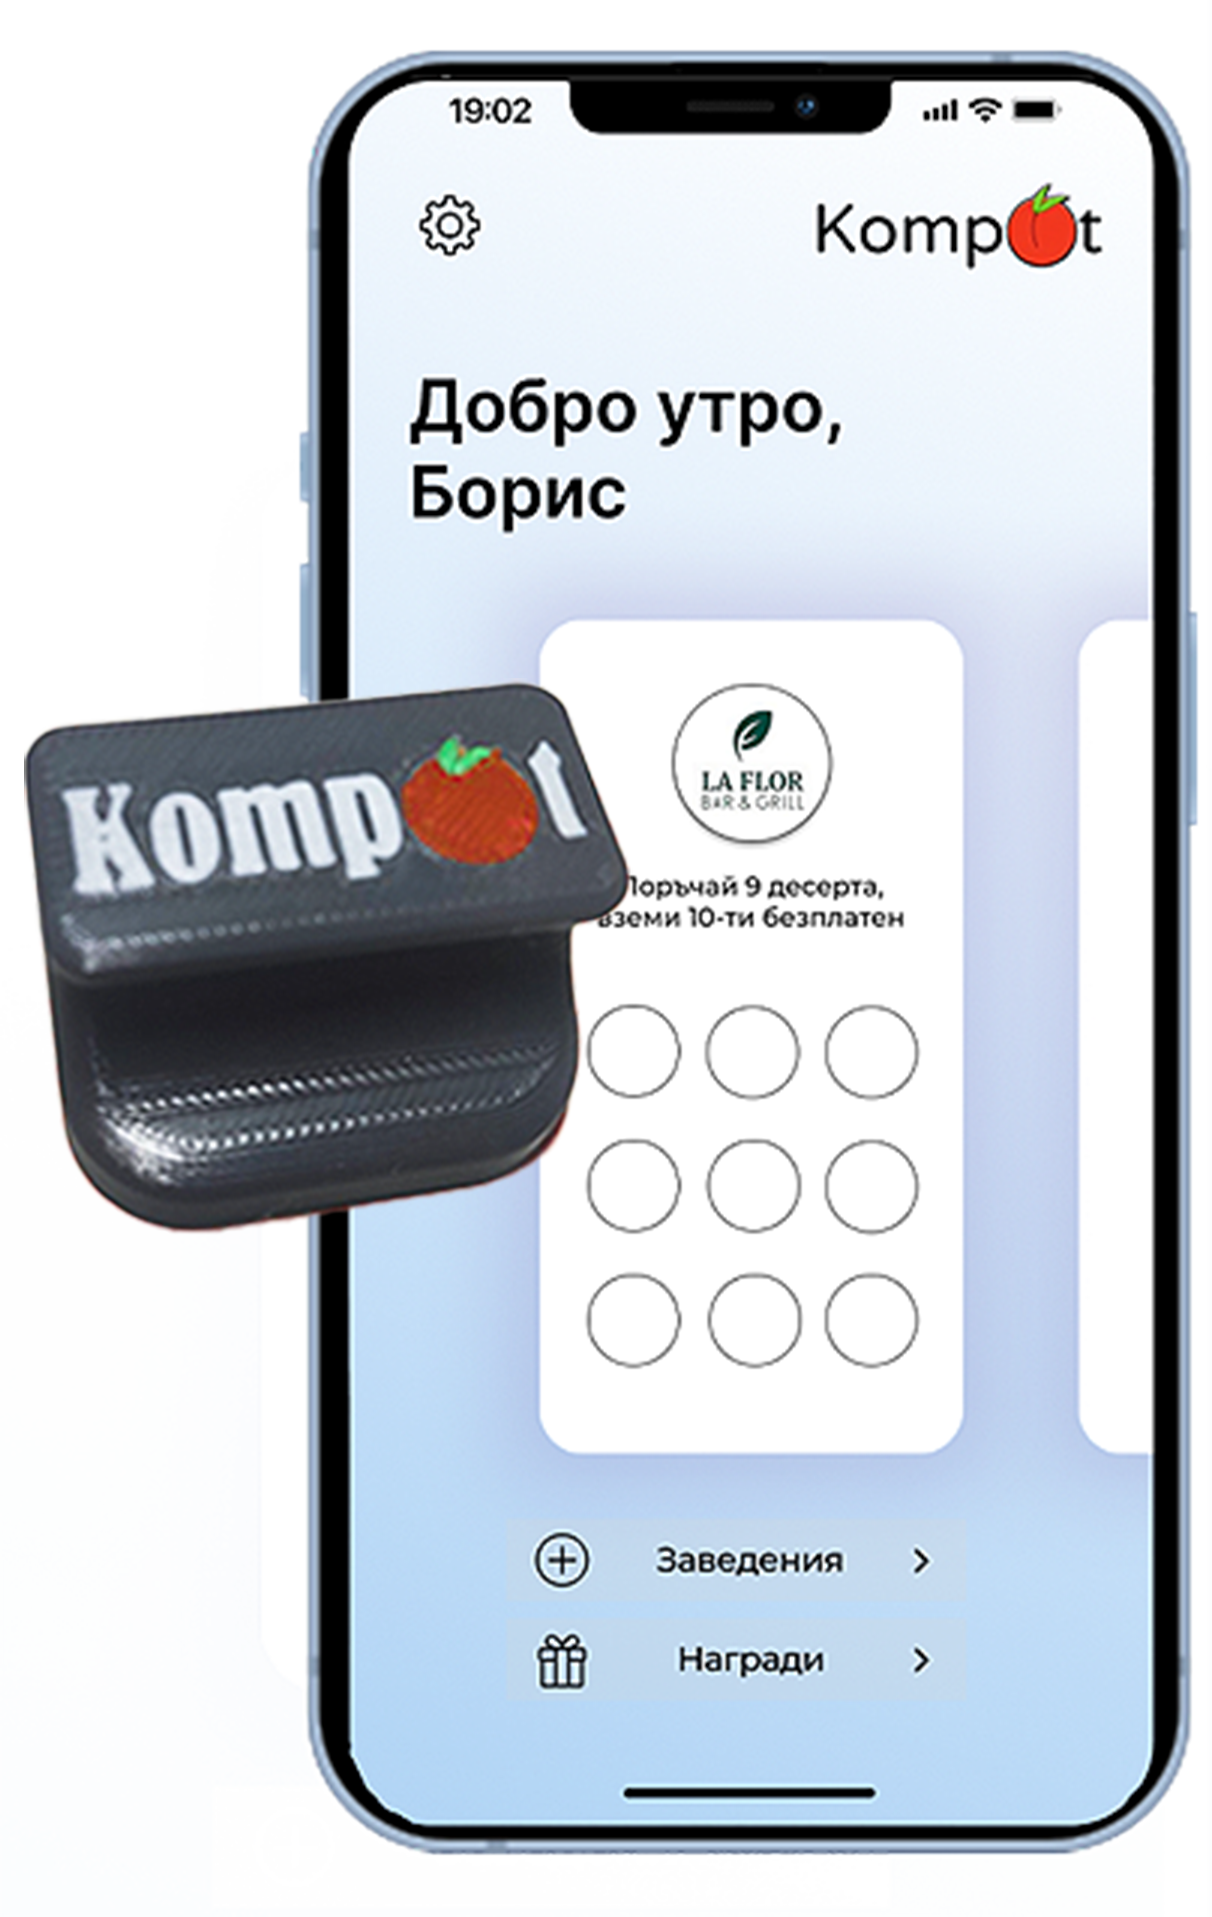 19:02
Kompot
Добро утро,
Борис
Kompot
LA FLOR
BAR & GRILL
9 десерта,
вземи 10-ти безплатен
Заведения
Награди